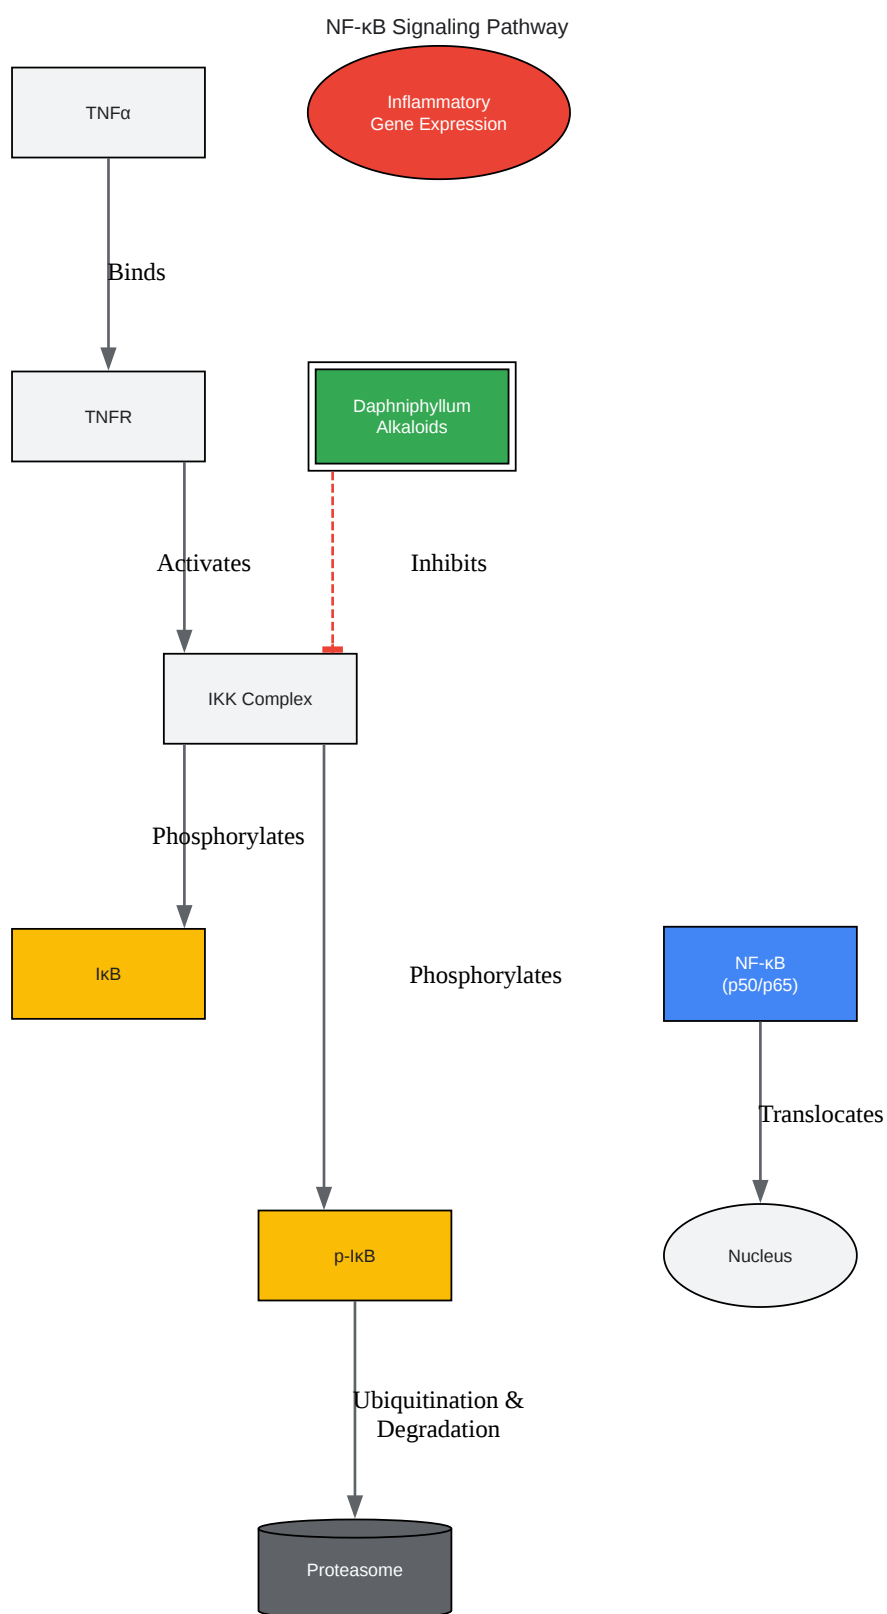 NF-κB Signaling Pathway
TNFα
Inflammatory
Gene Expression
Binds
TNFR
Daphniphyllum
Alkaloids
Activates
Inhibits
IKK Complex
Phosphorylates
IκB
Phosphorylates
NF-κB
(p50/p65)
Translocates
p-IκB
Nucleus
Ubiquitination &
Degradation
Proteasome